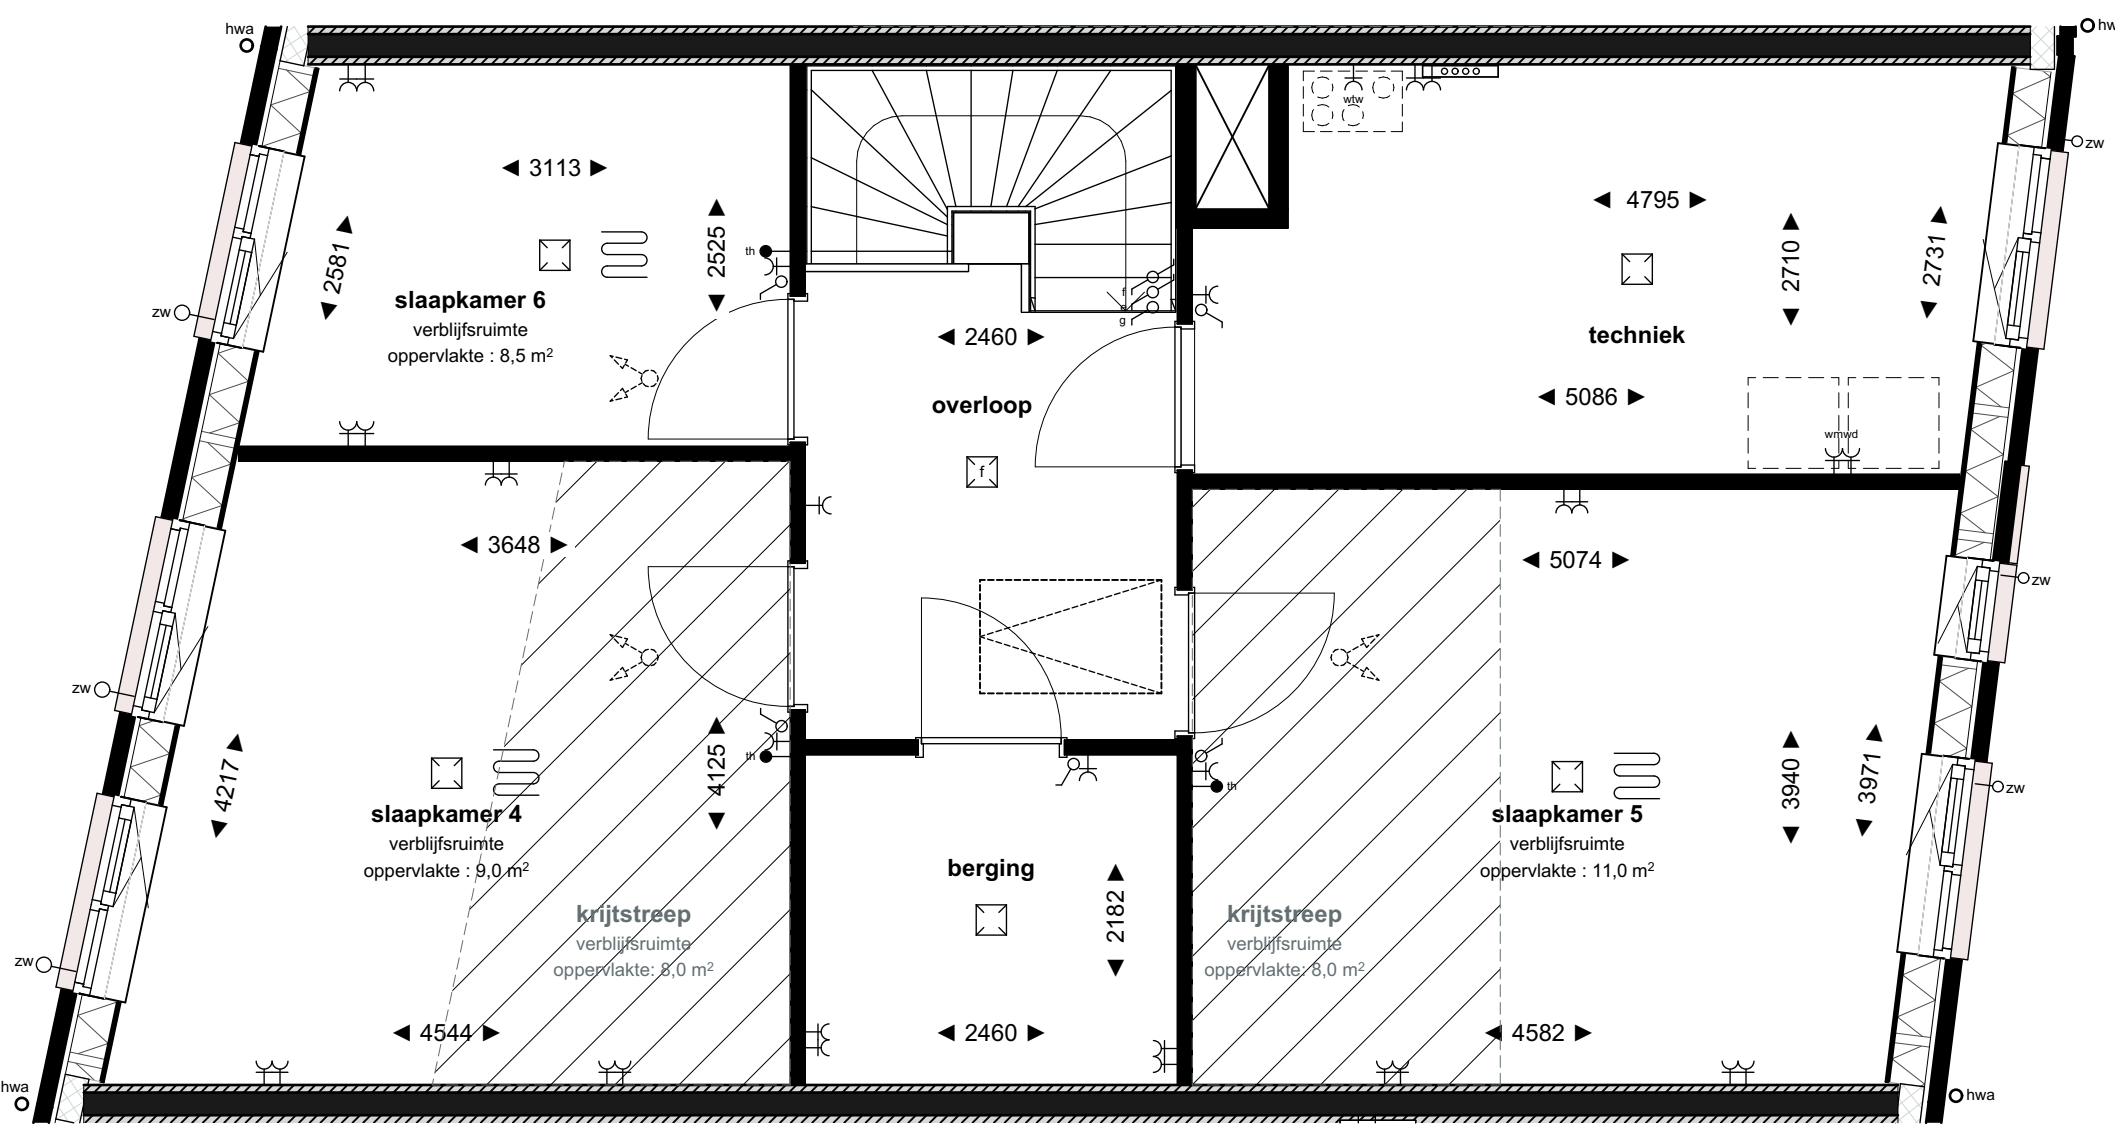 hwa
hw
wtw
zw
3113
4795
2581
2525
2710
2731
th
slaapkamer 6
verblijfsruimte
oppervlakte : 8,5 m²
zw
f
g
2460
techniek
overloop
5086
wmwd
f
3648
5074
zw
zw
4217
4125
th
3940
3971
zw
th
slaapkamer 4
verblijfsruimte
oppervlakte : 9,0 m²
slaapkamer 5
verblijfsruimte
oppervlakte : 11,0 m²
berging
2182
krijtstreep
verblijfsruimte
oppervlakte: 8,0 m²
krijtstreep
verblijfsruimte
oppervlakte: 8,0 m²
zw
4544
2460
4582
hwa
hwa